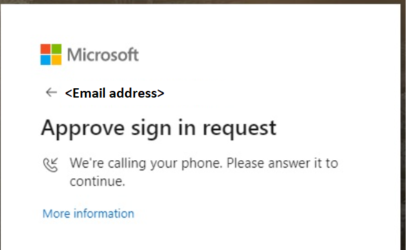 Microsoft
← <Email address>
Approve sign in request
We're calling your phone. Please answer it to
continue.
More information